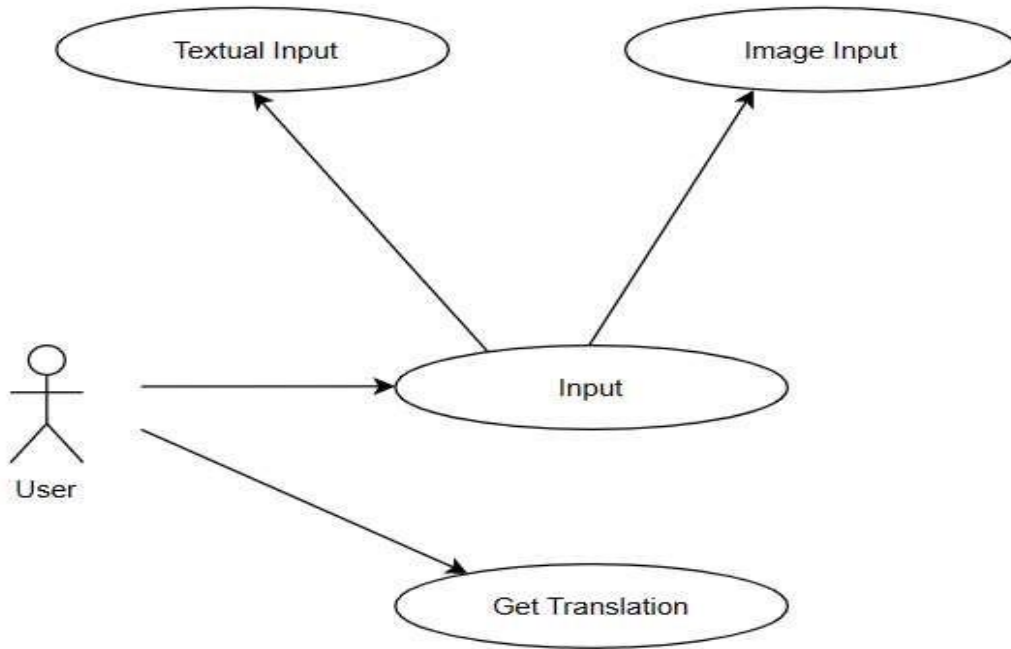 Textual Input
Image Input
Input
User
Get Translation